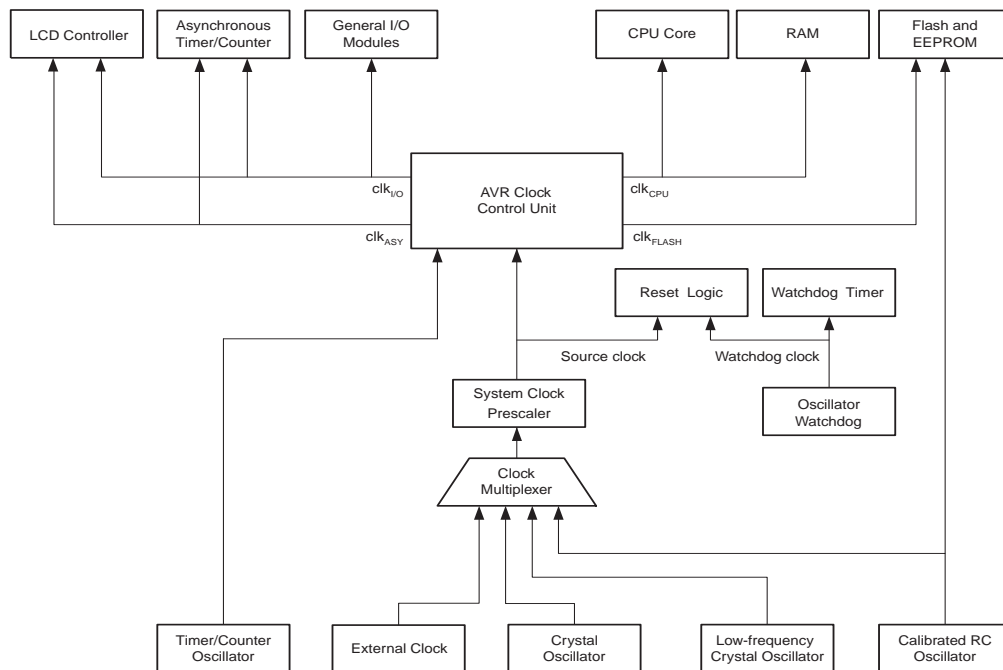 LCD Controller
Asynchronous
Timer/Counter
General I/O
Modules
CPU Core
RAM
Flash and
EEPROM
clkI/O
AVR Clock
Control Unit
clkCPU
clkASY
clkFLASH
Reset Logic
Watchdog Timer
Source clock
Watchdog clock
System Clock
Prescaler
Oscillator
Watchdog
Clock
Multiplexer
Timer/Counter
Oscillator
External Clock
Crystal
Oscillator
Low-frequency
Crystal Oscillator
Calibrated RC
Oscillator